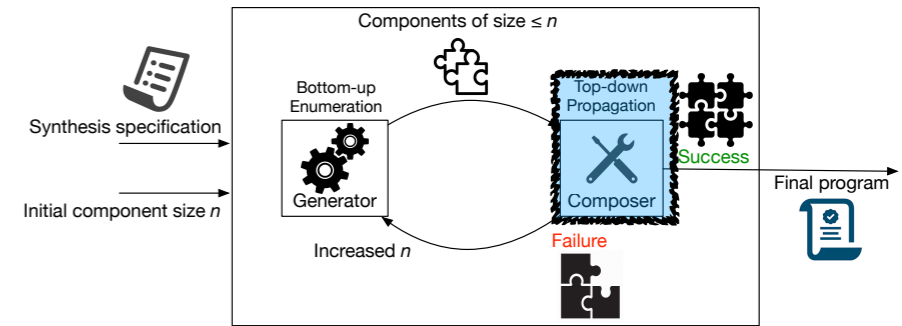 Components of size ≤ n
Bottom-up
Enumeration
Top-down
Propagation
Synthesis specification
Success
Final program
Generator
Composer
Initial component size n
Increased n
Failure